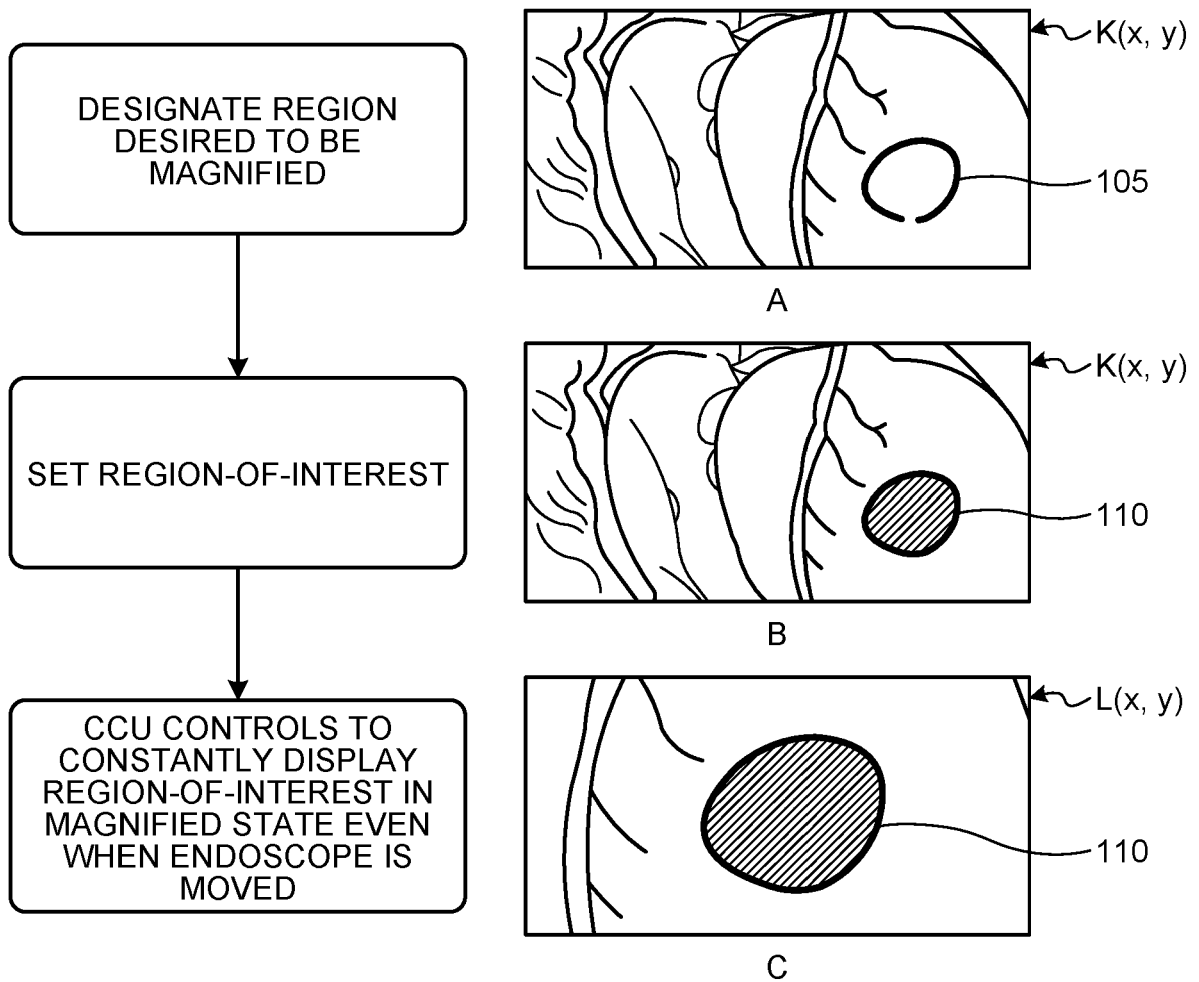 DESIGNATE REGION
DESIRED TO BE
MAGNIFIED
K(x, y)
105
A
SET REGION-OF-INTEREST
K(x, y)
110
B
CCU CONTROLS TO
CONSTANTLY DISPLAY
REGION-OF-INTEREST IN
MAGNIFIED STATE EVEN
WHEN ENDOSCOPE IS
MOVED
L(x, y)
110
C